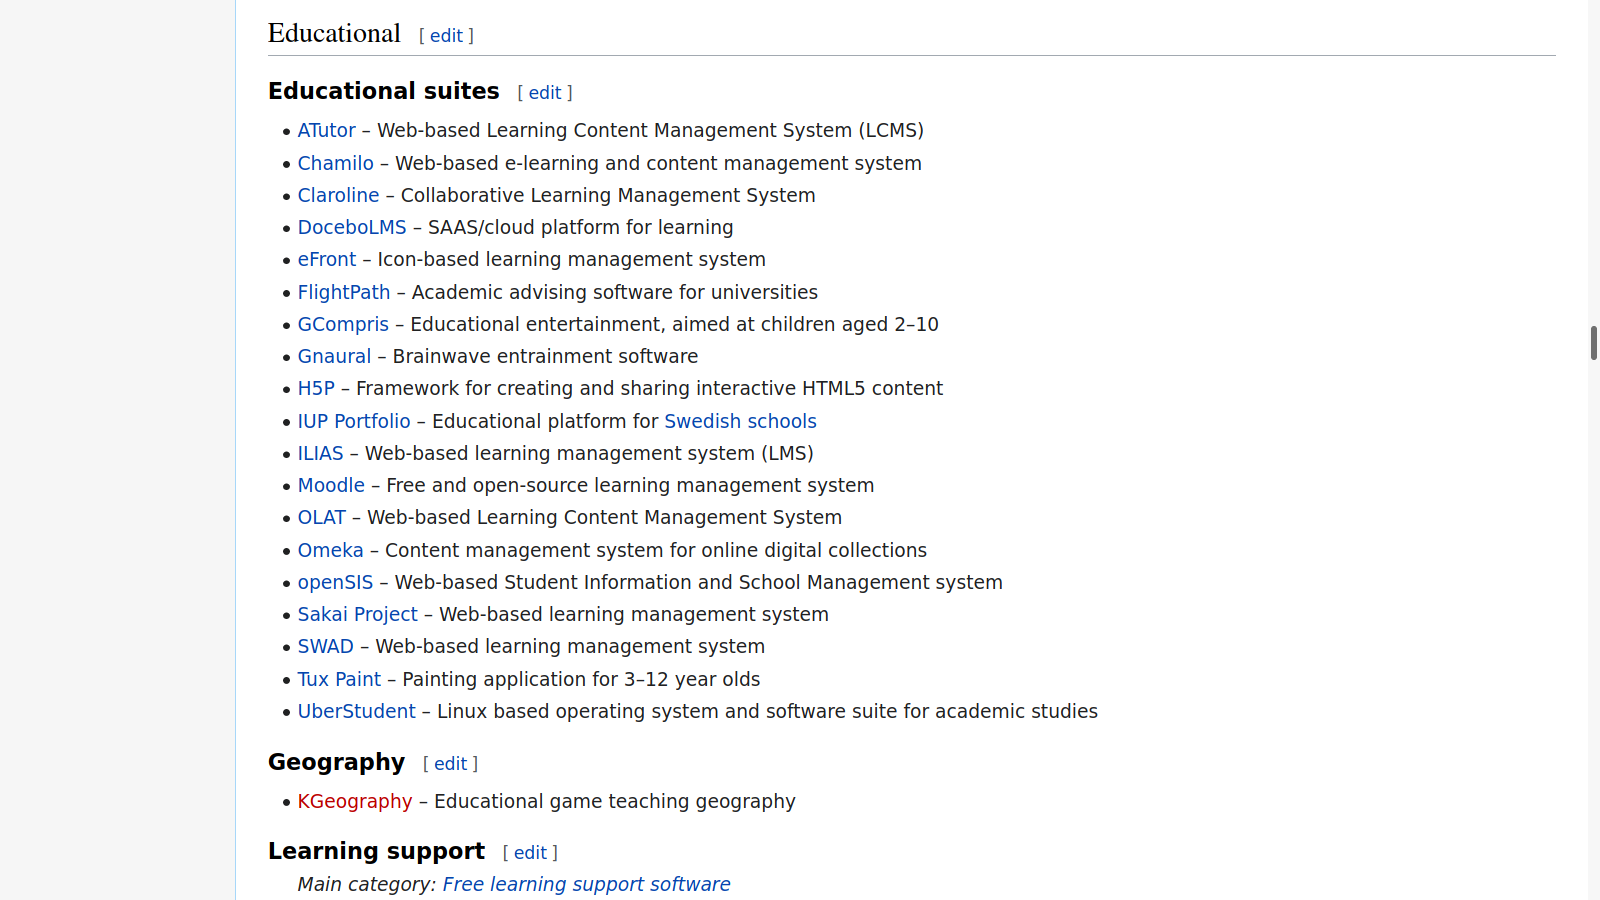 Educational [ edit ]
Educational suites [ edit ]
• ATutor – Web-based Learning Content Management System (LCMS)
• Chamilo – Web-based e-learning and content management system
• Claroline – Collaborative Learning Management System
• DoceboLMS – SAAS/cloud platform for learning
• eFront – Icon-based learning management system
• FlightPath – Academic advising software for universities
• GCompris – Educational entertainment, aimed at children aged 2–10
• Gnaural – Brainwave entrainment software
• H5P – Framework for creating and sharing interactive HTML5 content
• IUP Portfolio – Educational platform for Swedish schools
• ILIAS – Web-based learning management system (LMS)
• Moodle – Free and open-source learning management system
• OLAT – Web-based Learning Content Management System
• Omeka – Content management system for online digital collections
• openSIS – Web-based Student Information and School Management system
• Sakai Project – Web-based learning management system
• SWAD – Web-based learning management system
• Tux Paint – Painting application for 3–12 year olds
• UberStudent – Linux based operating system and software suite for academic studies
Geography [ edit ]
• KGeography – Educational game teaching geography
Learning support [ edit ]
Main category: Free learning support software